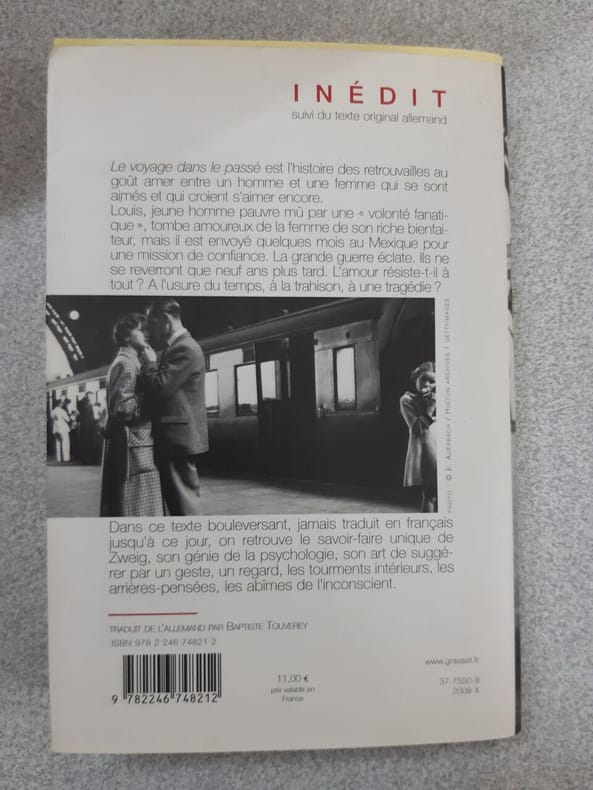 INÉDIT
suivi du texte original allemand
Le voyage dans le passé est l'histoire des retrouvailles au
goût amer entre un homme et une femme qui se sont
aimés et qui croient s'aimer encore.
Louis, jeune homme pauvre mû par une « volonté fanati-
que », tombe amoureux de la femme de son riche bienfai-
teur, mais il est envoyé quelques mois au Mexique pour
une mission de confiance. La grande guerre éclate. Ils ne
se reverront que neuf ans plus tard. L'amour résiste-t-il à
tout ? A l'usure du temps, à la trahison, à une tragédie ?
PHOTO : © E. AUERBACH / HULTON ARCHIVES / GETTYIMAGES
Dans ce texte bouleversant, jamais traduit en français
jusqu'à ce jour, on retrouve le savoir-faire unique de
Zweig, son génie de la psychologie, son art de suggé-
rer par un geste, un regard, les tourments intérieurs, les
arrières-pensées, les abîmes de l'inconscient.
TRADUIT DE L'ALLEMAND PAR BAPTISTE TOUVEREY
ISBN 978 2 246 74821 2
9 782246 748212
11,00 €
prix valable en
France
www.grasset.fr
37-7550-9
2008-X